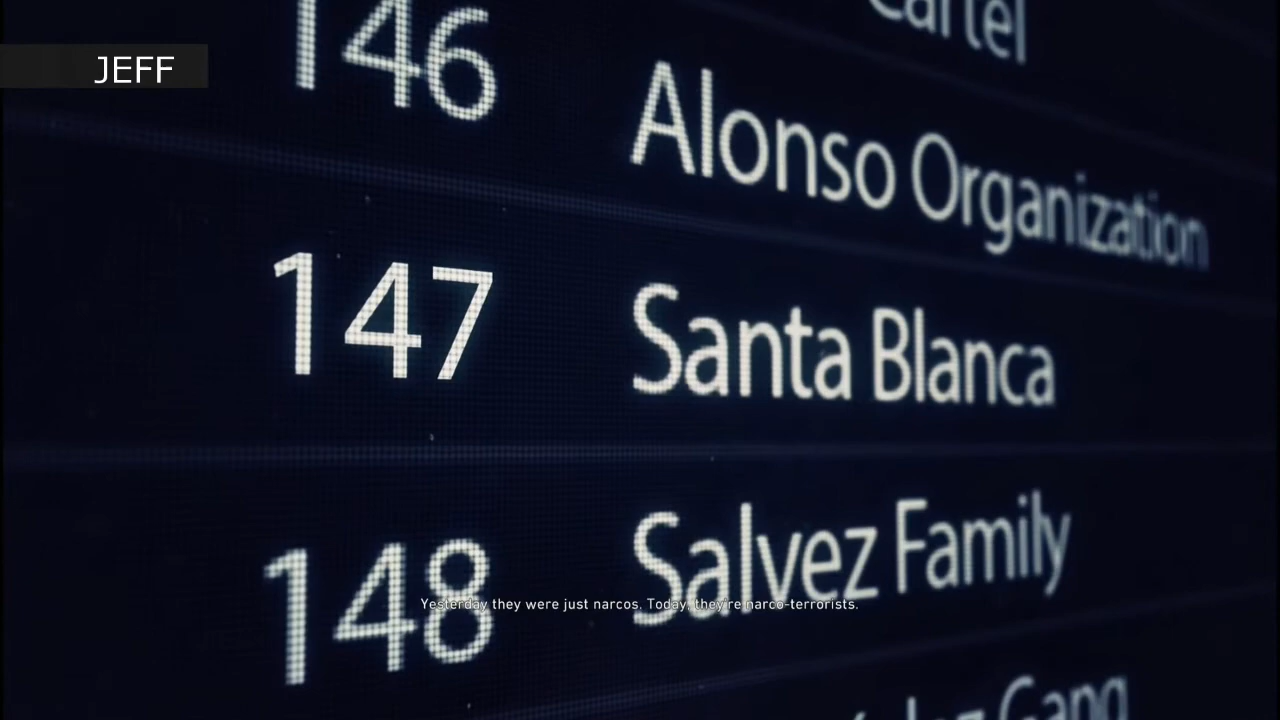 Cartel
JEFF
146 Alonso Organization
147 Santa Blanca
148 Salvez Family
Yesterday they were just narcos. Today, they're narco-terrorists.
Gang